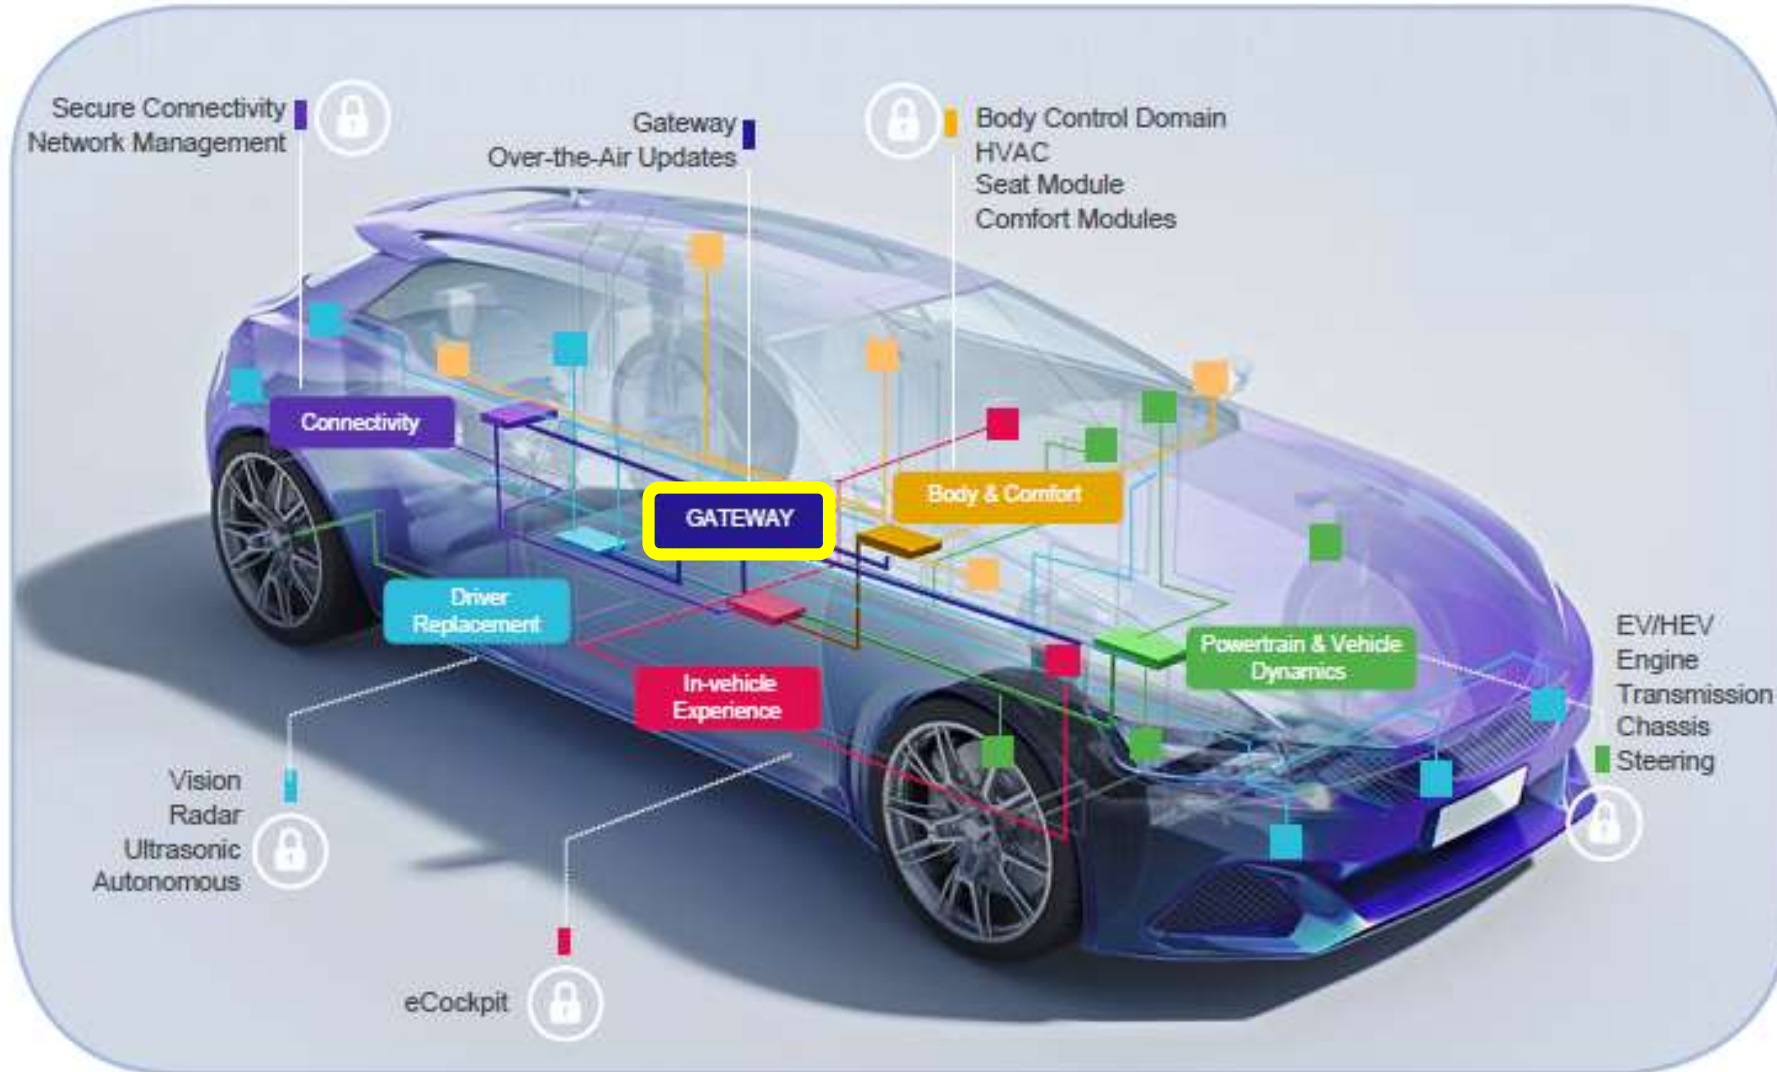 Secure Connectivity
Network Management
Gateway
Over-the-Air Updates
Body Control Domain
HVAC
Seat Module
Comfort Modules
Connectivity
GATEWAY
Body & Comfort
Driver
Replacement
In-vehicle
Experience
Powertrain & Vehicle
Dynamics
EV/HEV
Engine
Transmission
Chassis
Steering
Vision
Radar
Ultrasonic
Autonomous
eCockpit